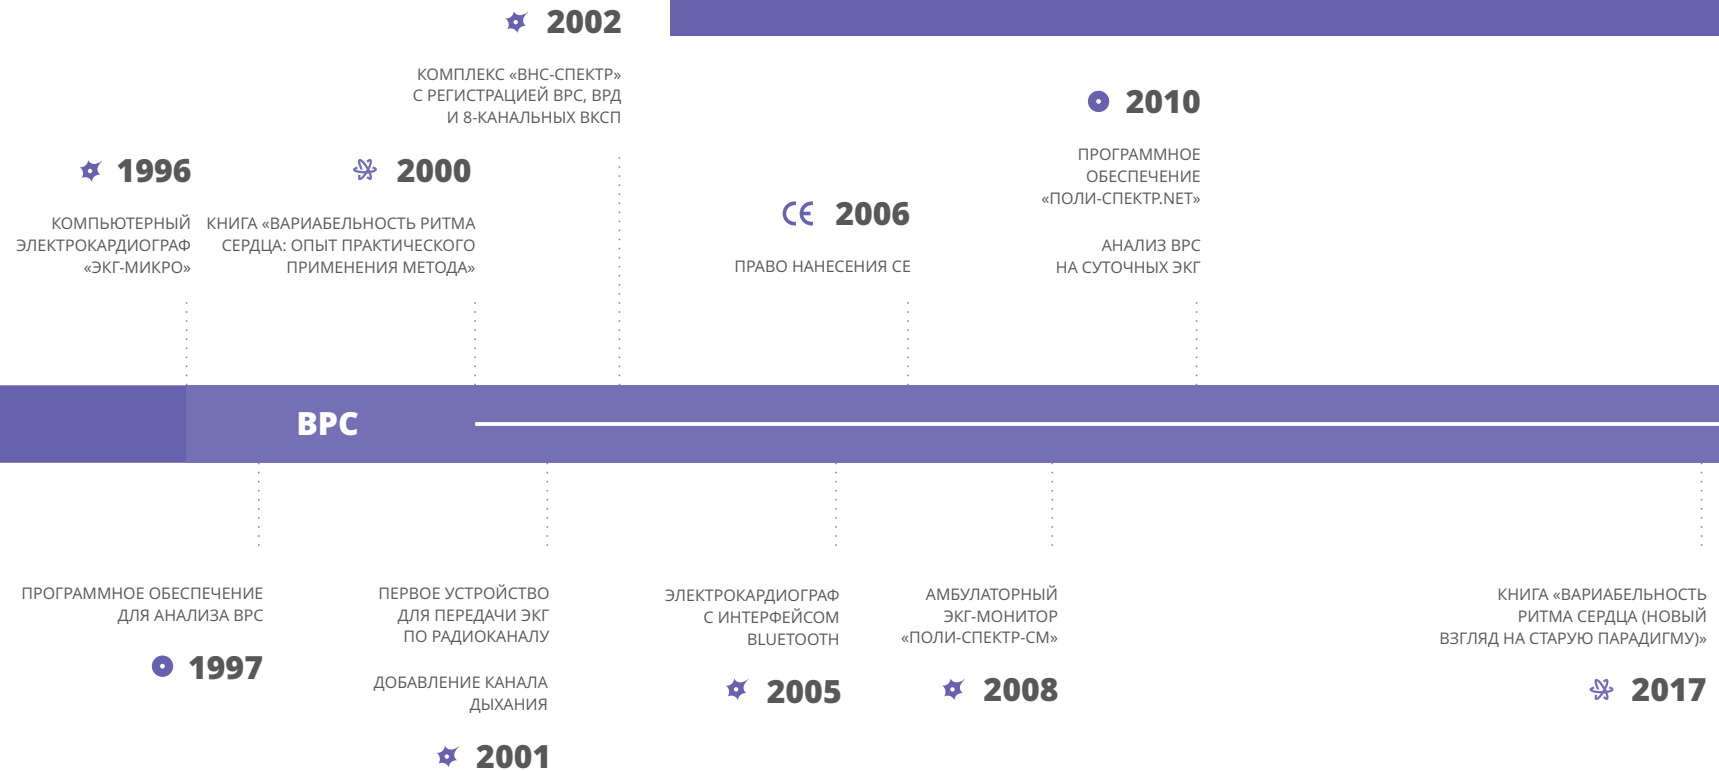 2002
КОМПЛЕКС «ВНС-СПЕКТР»
С РЕГИСТРАЦИЕЙ ВРС, ВРД
И 8-КАНАЛЬНЫХ ВКСП
2010
ПРОГРАММНОЕ
ОБЕСПЕЧЕНИЕ
«ПОЛИ-СПЕКТР.NET»
АНАЛИЗ ВРС
НА СУТОЧНЫХ ЭКГ
1996
КОМПЬЮТЕРНЫЙ
ЭЛЕКТРОКАРДИОГРАФ
«ЭКГ-МИКРО»
2000
КНИГА «ВАРИАБЕЛЬНОСТЬ РИТМА
СЕРДЦА: ОПЫТ ПРАКТИЧЕСКОГО
ПРИМЕНЕНИЯ МЕТОДА»
CE 2006
ПРАВО НАНЕСЕНИЯ CE
ВРС
ПРОГРАММНОЕ ОБЕСПЕЧЕНИЕ
ДЛЯ АНАЛИЗА ВРС
1997
ПЕРВОЕ УСТРОЙСТВО
ДЛЯ ПЕРЕДАЧИ ЭКГ
ПО РАДИОКАНАЛУ
ДОБАВЛЕНИЕ КАНАЛА
ДЫХАНИЯ
2001
ЭЛЕКТРОКАРДИОГРАФ
С ИНТЕРФЕЙСОМ
BLUETOOTH
2005
АМБУЛАТОРНЫЙ
ЭКГ-МОНИТОР
«ПОЛИ-СПЕКТР-СМ»
2008
КНИГА «ВАРИАБЕЛЬНОСТЬ
РИТМА СЕРДЦА (НОВЫЙ
ВЗГЛЯД НА СТАРУЮ ПАРАДИГМУ)»
2017